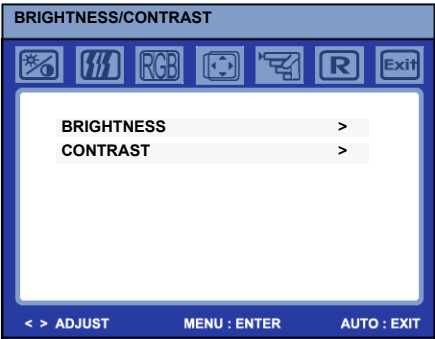 BRIGHTNESS/CONTRAST
RGB R Exit
BRIGHTNESS >
CONTRAST >
< > ADJUST MENU : ENTER AUTO : EXIT